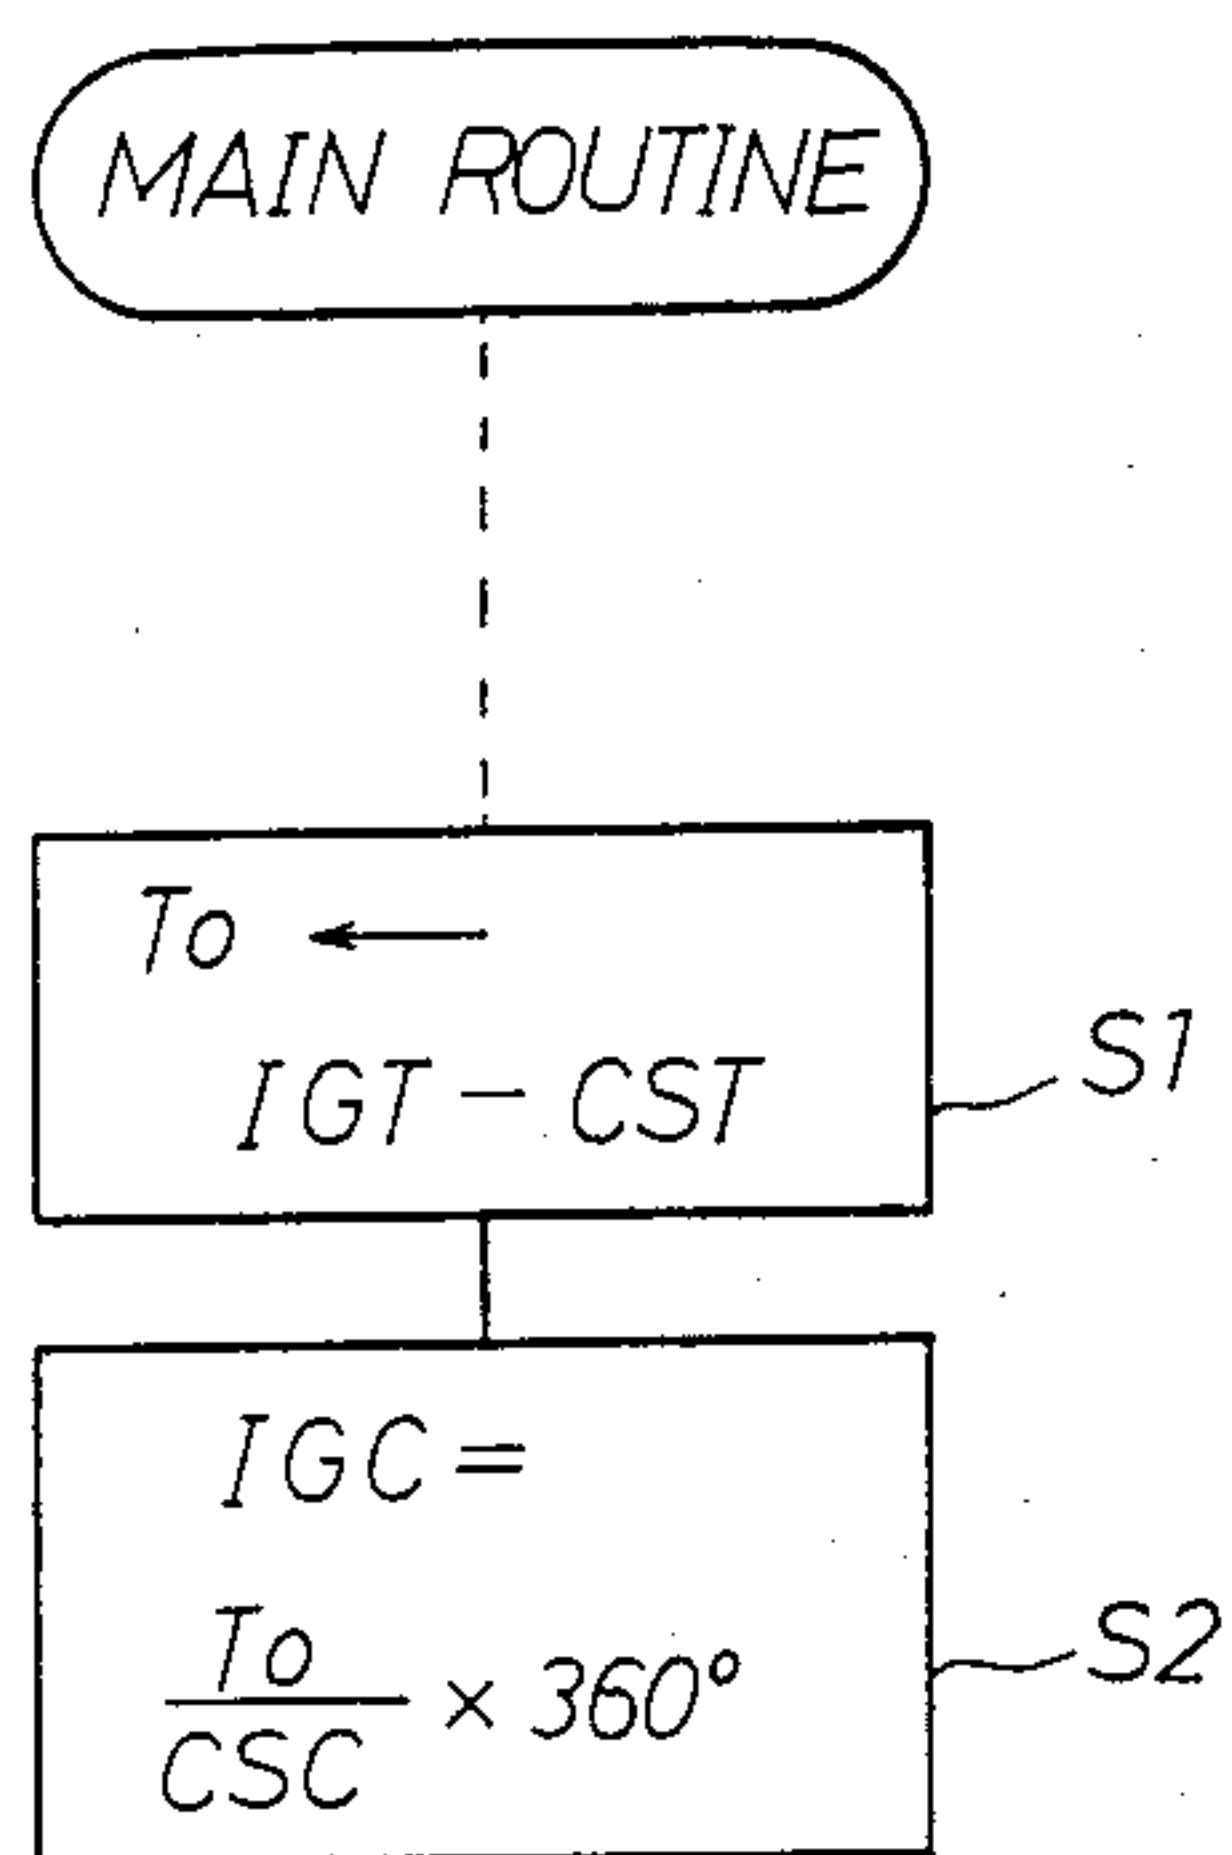 MAIN ROUTINE
To ←
IGT - CST
S1
IGC =
To
CSC
× 360°
S2